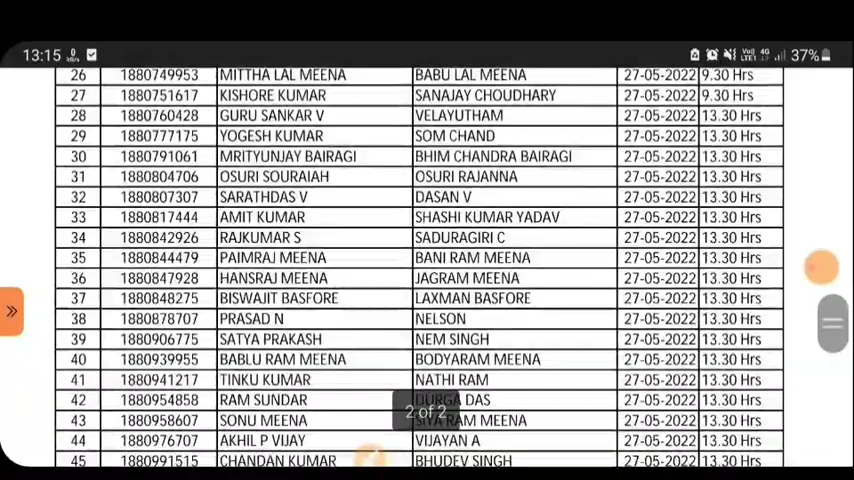 13:15 0 KB/s VoD LTE1 4G 37%
26 1880749953 MITTHA LAL MEENA BABU LAL MEENA 27-05-2022 9.30 Hrs
27 1880751617 KISHORE KUMAR SANAJAY CHOUDHARY 27-05-2022 9.30 Hrs
28 1880760428 GURU SANKAR V VELAYUTHAM 27-05-2022 13.30 Hrs
29 1880777175 YOGESH KUMAR SOM CHAND 27-05-2022 13.30 Hrs
30 1880791061 MRITYUNJAY BAIRAGI BHIM CHANDRA BAIRAGI 27-05-2022 13.30 Hrs
31 1880804706 OSURI SOURAIAH OSURI RAJANNA 27-05-2022 13.30 Hrs
32 1880807307 SARATHDAS V DASAN V 27-05-2022 13.30 Hrs
33 1880817444 AMIT KUMAR SHASHI KUMAR YADAV 27-05-2022 13.30 Hrs
34 1880842926 RAJKUMAR S SADURAGIRI C 27-05-2022 13.30 Hrs
35 1880844479 PAIMRAJ MEENA BANI RAM MEENA 27-05-2022 13.30 Hrs
36 1880847928 HANSRAJ MEENA JAGRAM MEENA 27-05-2022 13.30 Hrs
37 1880848275 BISWAJIT BASFORE LAXMAN BASFORE 27-05-2022 13.30 Hrs
38 1880878707 PRASAD N NELSON 27-05-2022 13.30 Hrs
39 1880906775 SATYA PRAKASH NEM SINGH 27-05-2022 13.30 Hrs
40 1880939955 BABLU RAM MEENA BODYARAM MEENA 27-05-2022 13.30 Hrs
41 1880941217 TINKU KUMAR NATHI RAM 27-05-2022 13.30 Hrs
42 1880954858 RAM SUNDAR DURGA DAS 27-05-2022 13.30 Hrs
2 of 2
43 1880958607 SONU MEENA SIYA RAM MEENA 27-05-2022 13.30 Hrs
44 1880976707 AKHIL P VIJAY VIJAYAN A 27-05-2022 13.30 Hrs
45 1880991515 CHANDAN KUMAR BHUDEV SINGH 27-05-2022 13.30 Hrs